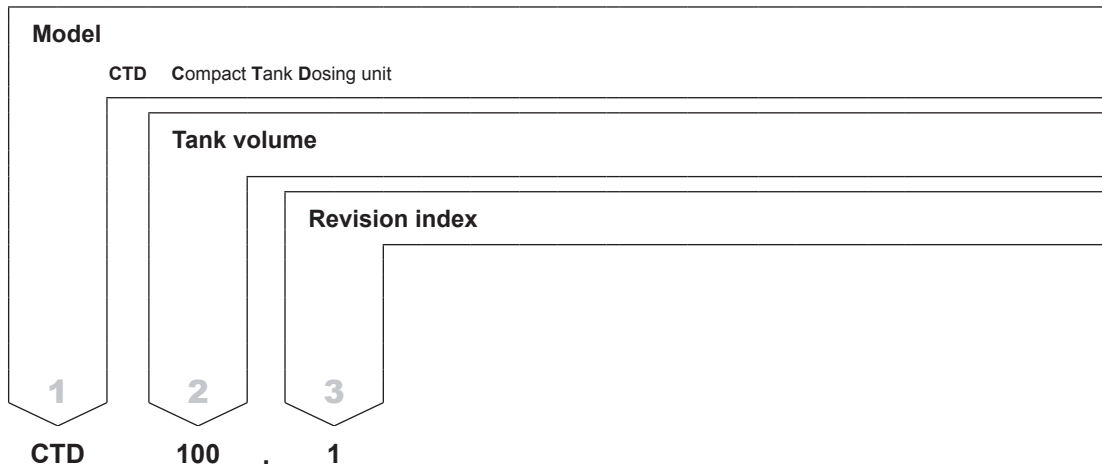 Model
CTD Compact Tank Dosing unit
Tank volume
Revision index
1 2 3
CTD 100 . 1